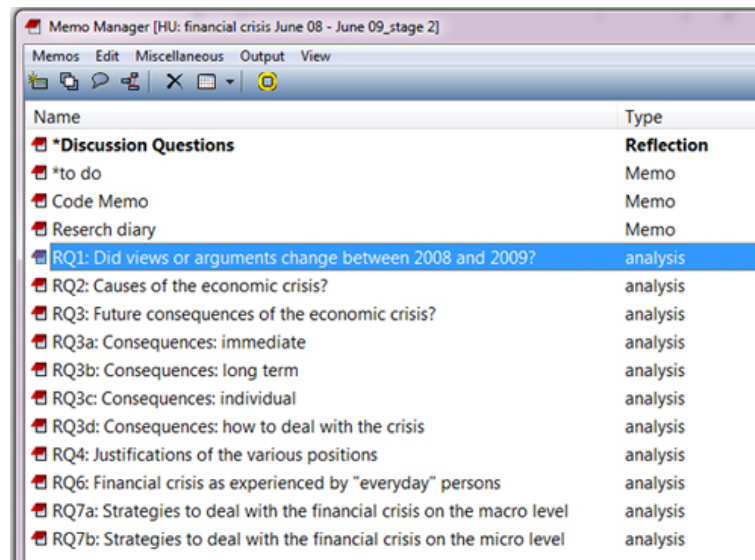 Memo Manager [HU: financial crisis June 08 - June 09_stage 2]
Memos Edit Miscellaneous Output View
Name Type
*Discussion Questions Reflection
*to do Memo
Code Memo Memo
Reserch diary Memo
RQ1: Did views or arguments change between 2008 and 2009? analysis
RQ2: Causes of the economic crisis? analysis
RQ3: Future consequences of the economic crisis? analysis
RQ3a: Consequences: immediate analysis
RQ3b: Consequences: long term analysis
RQ3c: Consequences: individual analysis
RQ3d: Consequences: how to deal with the crisis analysis
RQ4: Justifications of the various positions analysis
RQ6: Financial crisis as experienced by "everyday" persons analysis
RQ7a: Strategies to deal with the financial crisis on the macro level analysis
RQ7b: Strategies to deal with the financial crisis on the micro level analysis